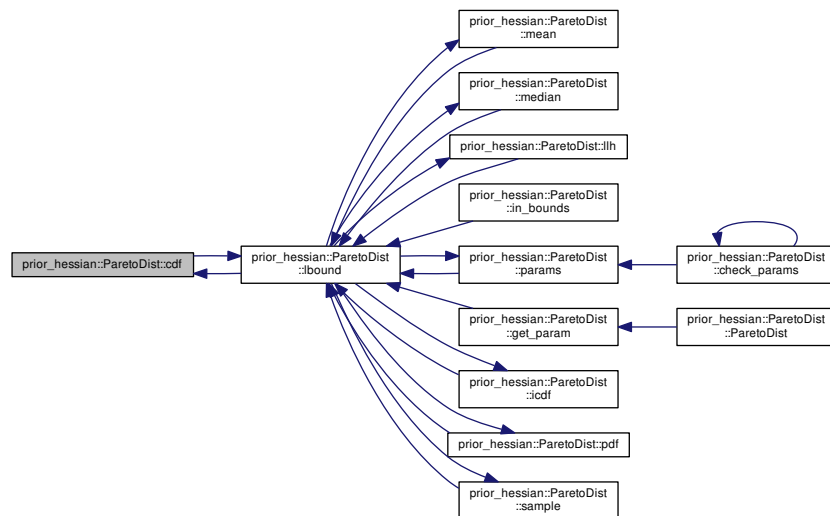 prior_hessian::ParetoDist::cdf
prior_hessian::ParetoDist
::lbound
prior_hessian::ParetoDist
::mean
prior_hessian::ParetoDist
::median
prior_hessian::ParetoDist::llh
prior_hessian::ParetoDist
::in_bounds
prior_hessian::ParetoDist
::params
prior_hessian::ParetoDist
::get_param
prior_hessian::ParetoDist
::icdf
prior_hessian::ParetoDist::pdf
prior_hessian::ParetoDist
::sample
prior_hessian::ParetoDist
::check_params
prior_hessian::ParetoDist
::ParetoDist